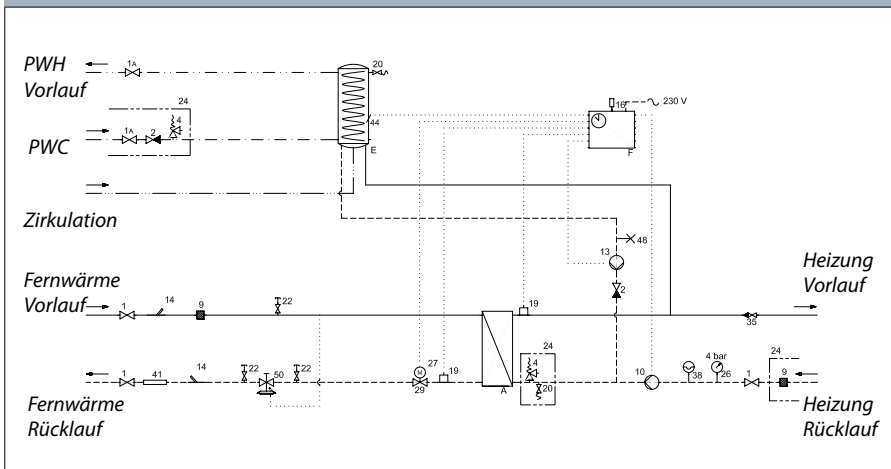 PWH
Vorlauf
1A
20
24
16
230 V
4
44
1A
2
PWC
E
F
Zirkulation
48
13
Fernwärme
Vorlauf
Heizung
Vorlauf
2
1
14
9
22
19
35
24
4 bar
24
27
M
4
1
41
14
22
50
22
19
10
1
9
29
A
20
38
26
Fernwärme
Rücklauf
Heizung
Rücklauf